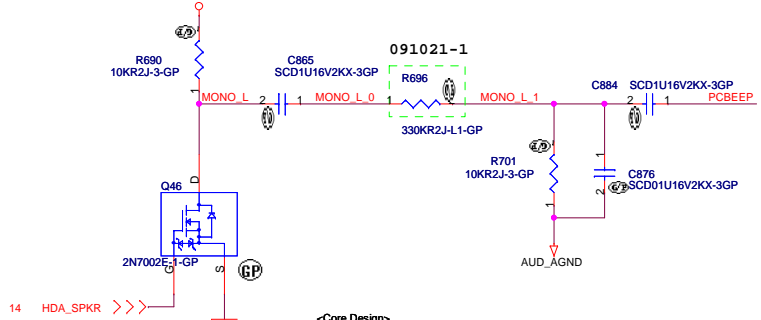 091021-1
R690
10KR2J-3-GP
C865
SCD1U16V2KX-3GP
R696
C884
SCD1U16V2KX-3GP
1
MONO_L
2
1
MONO_L_0
1
MONO_L_1
2
1
PCBEEP
330KR2J-L1-GP
R701
10KR2J-3-GP
1
1
2
C876
SCD01U16V2KX-3GP
Q46
D
2N7002E-1-GP
G
S
GP
AUD_AGND
14 HDA_SPKR
<Core Design>